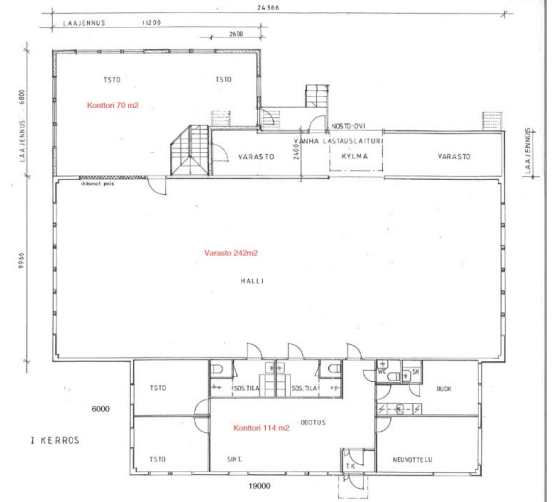 24366
LAAJENNUS 11200
2600
TSTO TSTO
Konttori 70 m2
LAAJENNUS 6800
NOSTO-OVI
VANHA LASTAUSLAITURI
VARASTO KYLMÄ VARASTO
2400
LAAJENNUS
ikkunat pois
9966
Varasto 242m2
HALLI
WC SK
TSTO SOS.TILA SOS.TILA RUOK
6000
Konttori 114 m2
ODOTUS
I KERROS
TSTO SIHT. TK NEUVOTTELU
19000